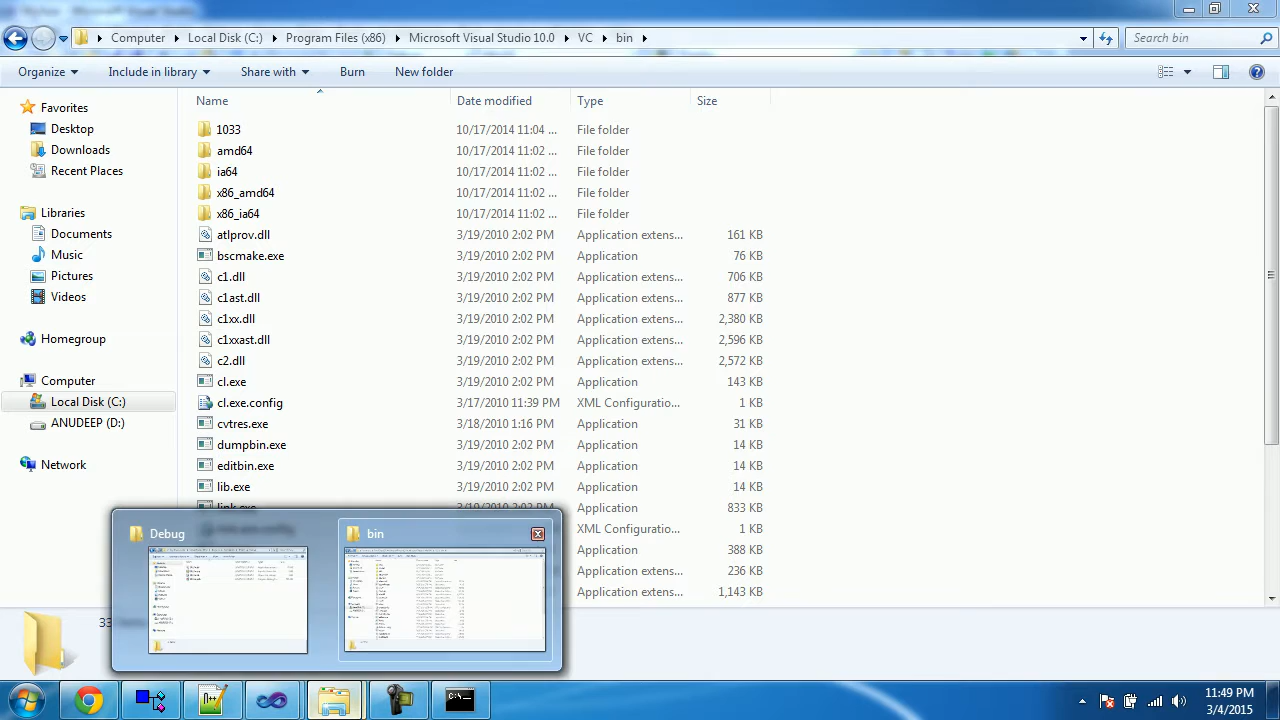 Computer Local Disk (C:) Program Files (x86) Microsoft Visual Studio 10.0 VC bin Search bin
Organize Include in library Share with Burn New folder
Favorites
Desktop
Downloads
Recent Places
Libraries
Documents
Music
Pictures
Videos
Homegroup
Computer
Local Disk (C:)
ANUDEEP (D:)
Network
Name Date modified Type Size
1033 10/17/2014 11:04 ... File folder
amd64 10/17/2014 11:02 ... File folder
ia64 10/17/2014 11:02 ... File folder
x86_amd64 10/17/2014 11:02 ... File folder
x86_ia64 10/17/2014 11:02 ... File folder
atlprov.dll 3/19/2010 2:02 PM Application extens... 161 KB
bscmake.exe 3/19/2010 2:02 PM Application 76 KB
c1.dll 3/19/2010 2:02 PM Application extens... 706 KB
c1ast.dll 3/19/2010 2:02 PM Application extens... 877 KB
c1xx.dll 3/19/2010 2:02 PM Application extens... 2,380 KB
c1xxast.dll 3/19/2010 2:02 PM Application extens... 2,596 KB
c2.dll 3/19/2010 2:02 PM Application extens... 2,572 KB
cl.exe 3/19/2010 2:02 PM Application 143 KB
cl.exe.config 3/17/2010 11:39 PM XML Configuratio... 1 KB
cvtres.exe 3/18/2010 1:16 PM Application 31 KB
dumpbin.exe 3/19/2010 2:02 PM Application 14 KB
editbin.exe 3/19/2010 2:02 PM Application 14 KB
lib.exe 3/19/2010 2:02 PM Application 14 KB
link.exe 3/19/2010 2:02 PM Application 833 KB
XML Configuratio... 1 KB
Application extens...
Application extens... 236 KB
Application extens... 1,143 KB
Debug
bin
11:49 PM
3/4/2015